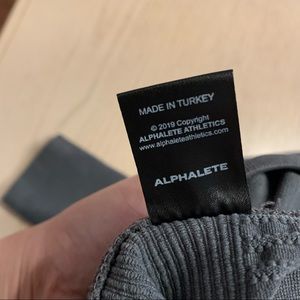 MADE IN TURKEY
© 2019 Copyright
ALPHALETE ATHLETICS
www.alphaleteathletics.com
ALPHALETE